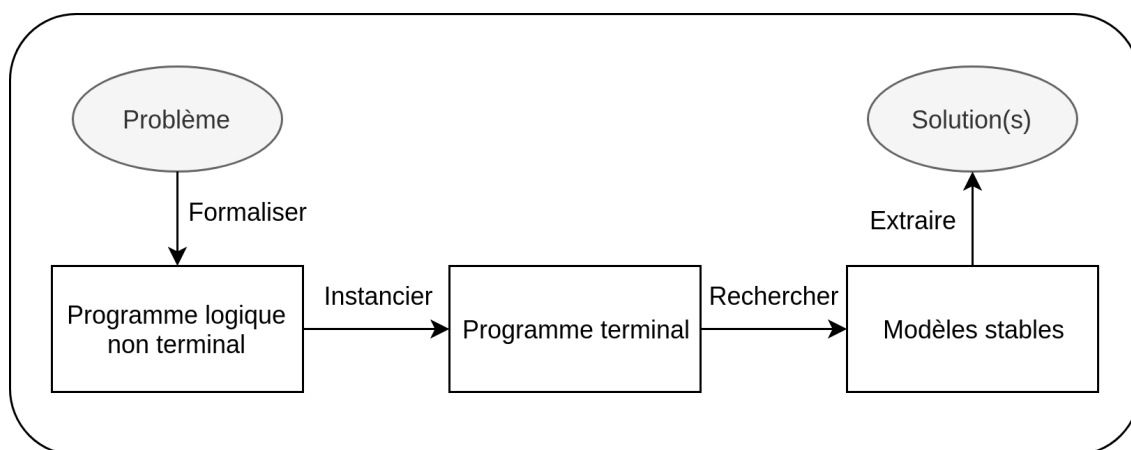 Problème
Solution(s)
Formaliser
Extraire
Programme logique
non terminal
Instancier
Programme terminal
Rechercher
Modèles stables